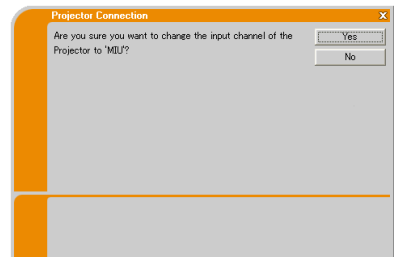 Projector Connection X
Are you sure you want to change the input channel of the
Projector to 'MIU'?
Yes
No